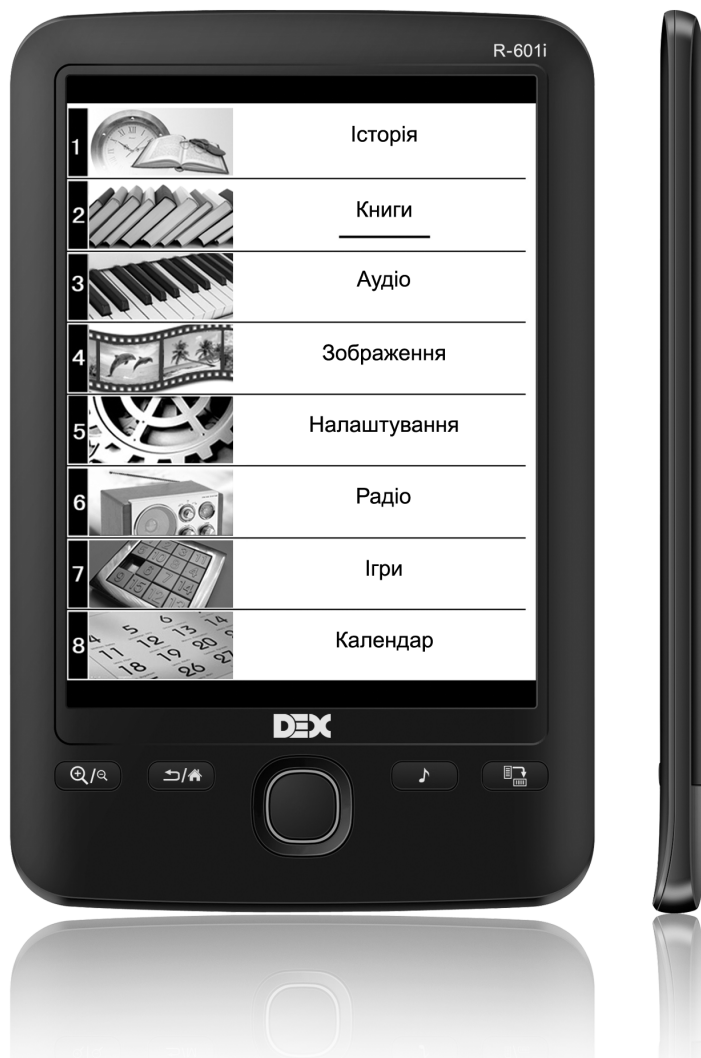 R-601i
1
Історія
2
Книги
3
Аудіо
4
Зображення
5
Налаштування
6
Радіо
7
Ігри
8
Календар
DEX